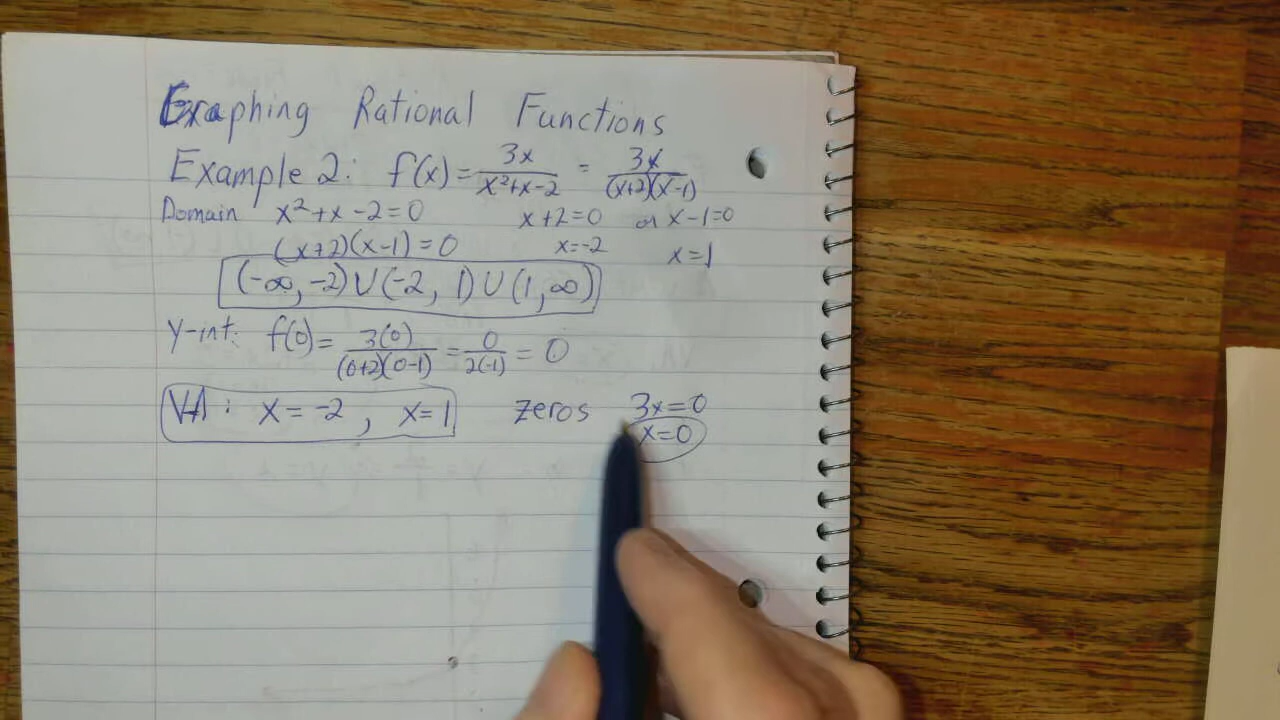 Graphing Rational Functions
Example 2: f(x) = 3x/(x²+x-2) = 3x/((x+2)(x-1))
Domain x²+x-2=0 x+2=0 or x-1=0
(x+2)(x-1)=0 x=-2 x=1
(-∞,-2)∪(-2,1)∪(1,∞)
Y-int: f(0)= 3(0)/((0+2)(0-1)) = 0/(2(-1)) = 0
VA: x=-2, x=1 zeros 3x=0
x=0